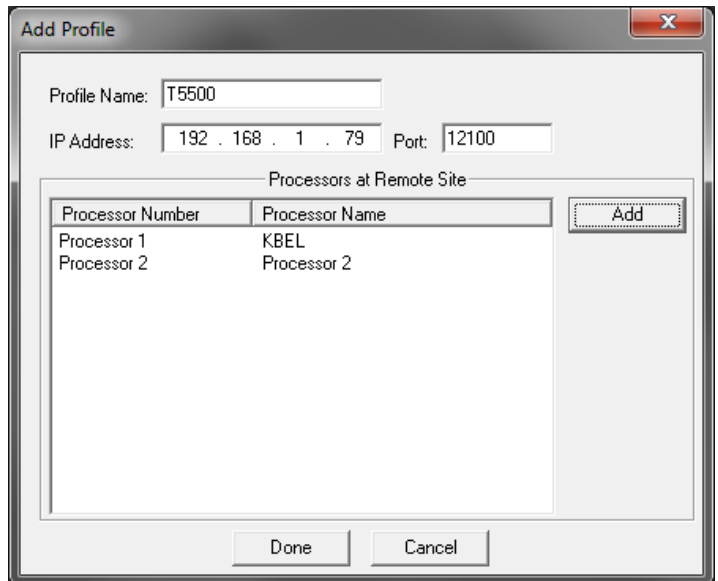 Add Profile
Profile Name: T5500
IP Address: 192 . 168 . 1 . 79 Port: 12100
Processors at Remote Site
Processor Number Processor Name Add
Processor 1 KBEL
Processor 2 Processor 2
Done Cancel